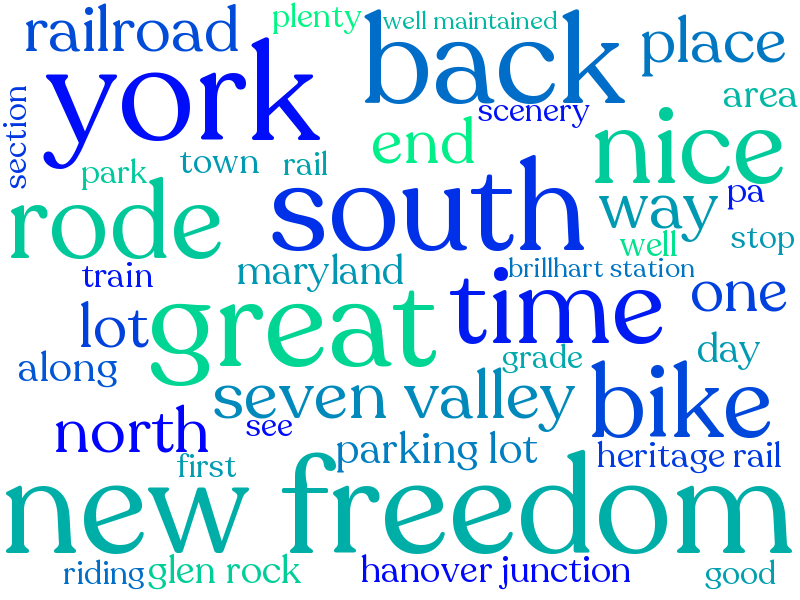 railroad
plenty
well maintained
back
place
york
area
section
scenery
end
nice
park
town
rail
rode
south
way
pa
well
stop
train
maryland
brillhart station
great
time
one
lot
along
grade
day
seven valley
bike
north
see
parking lot
heritage rail
first
new freedom
riding
glen rock
hanover junction
good